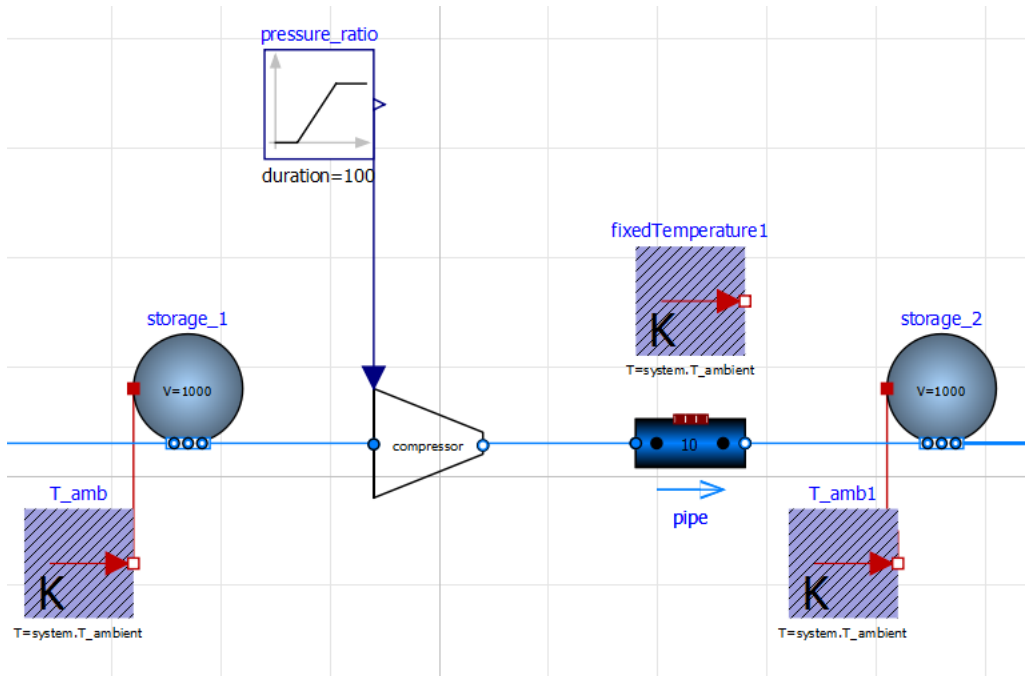 pressure_ratio
duration=100
fixedTemperature1
K
T=system.T_ambient
storage_1
V=1000
storage_2
V=1000
compressor
10
pipe
T_amb
K
T=system.T_ambient
T_amb1
K
T=system.T_ambient